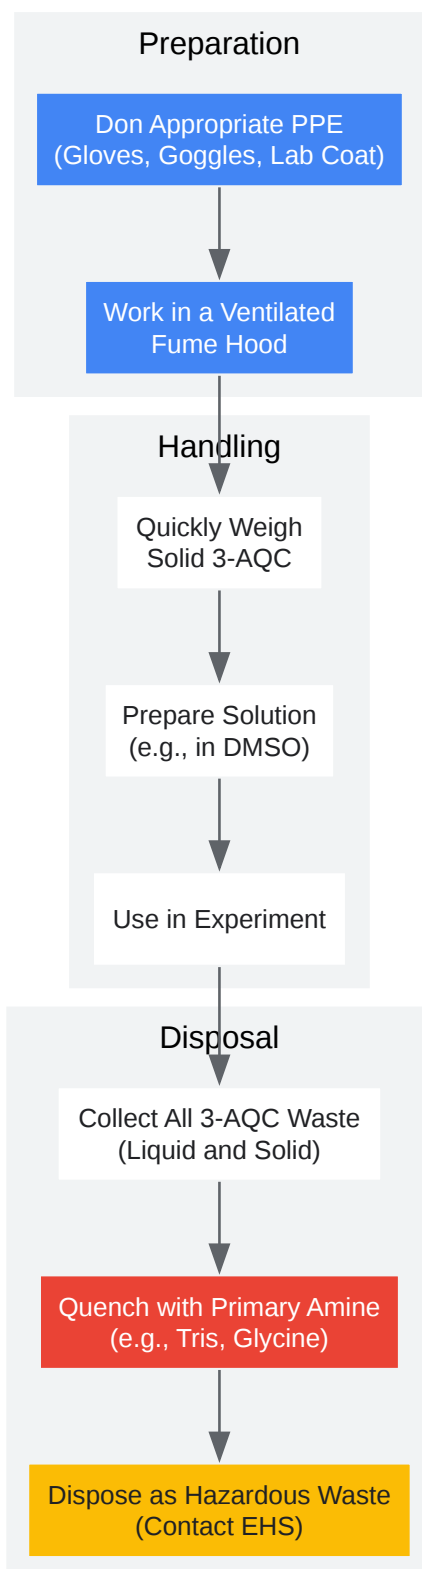 Preparation
Don Appropriate PPE
(Gloves, Goggles, Lab Coat)
Work in a Ventilated
Fume Hood
Handling
Quickly Weigh
Solid 3-AQC
Prepare Solution
(e.g., in DMSO)
Use in Experiment
Disposal
Collect All 3-AQC Waste
(Liquid and Solid)
Quench with Primary Amine
(e.g., Tris, Glycine)
Dispose as Hazardous Waste
(Contact EHS)